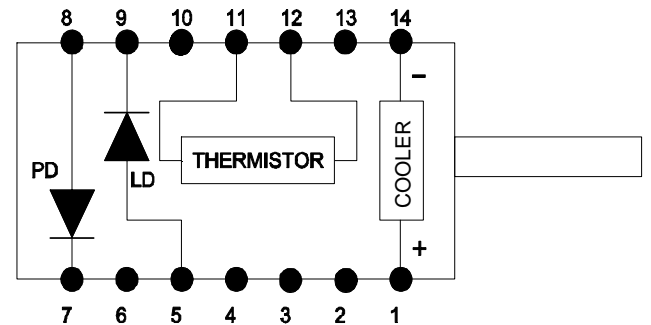 8 9 10 11 12 13 14
−
THERMISTOR
COOLER
PD
LD
+
7 6 5 4 3 2 1